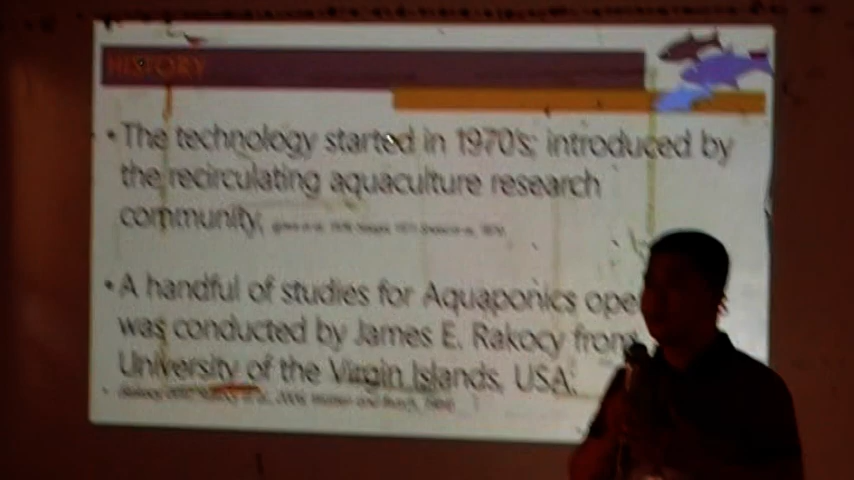 HISTORY
• The technology started in 1970's; introduced by
the recirculating aquaculture research
community;
• A handful of studies for Aquaponics ope
was conducted by James E. Rakocy from
University of the Virgin Islands, USA.